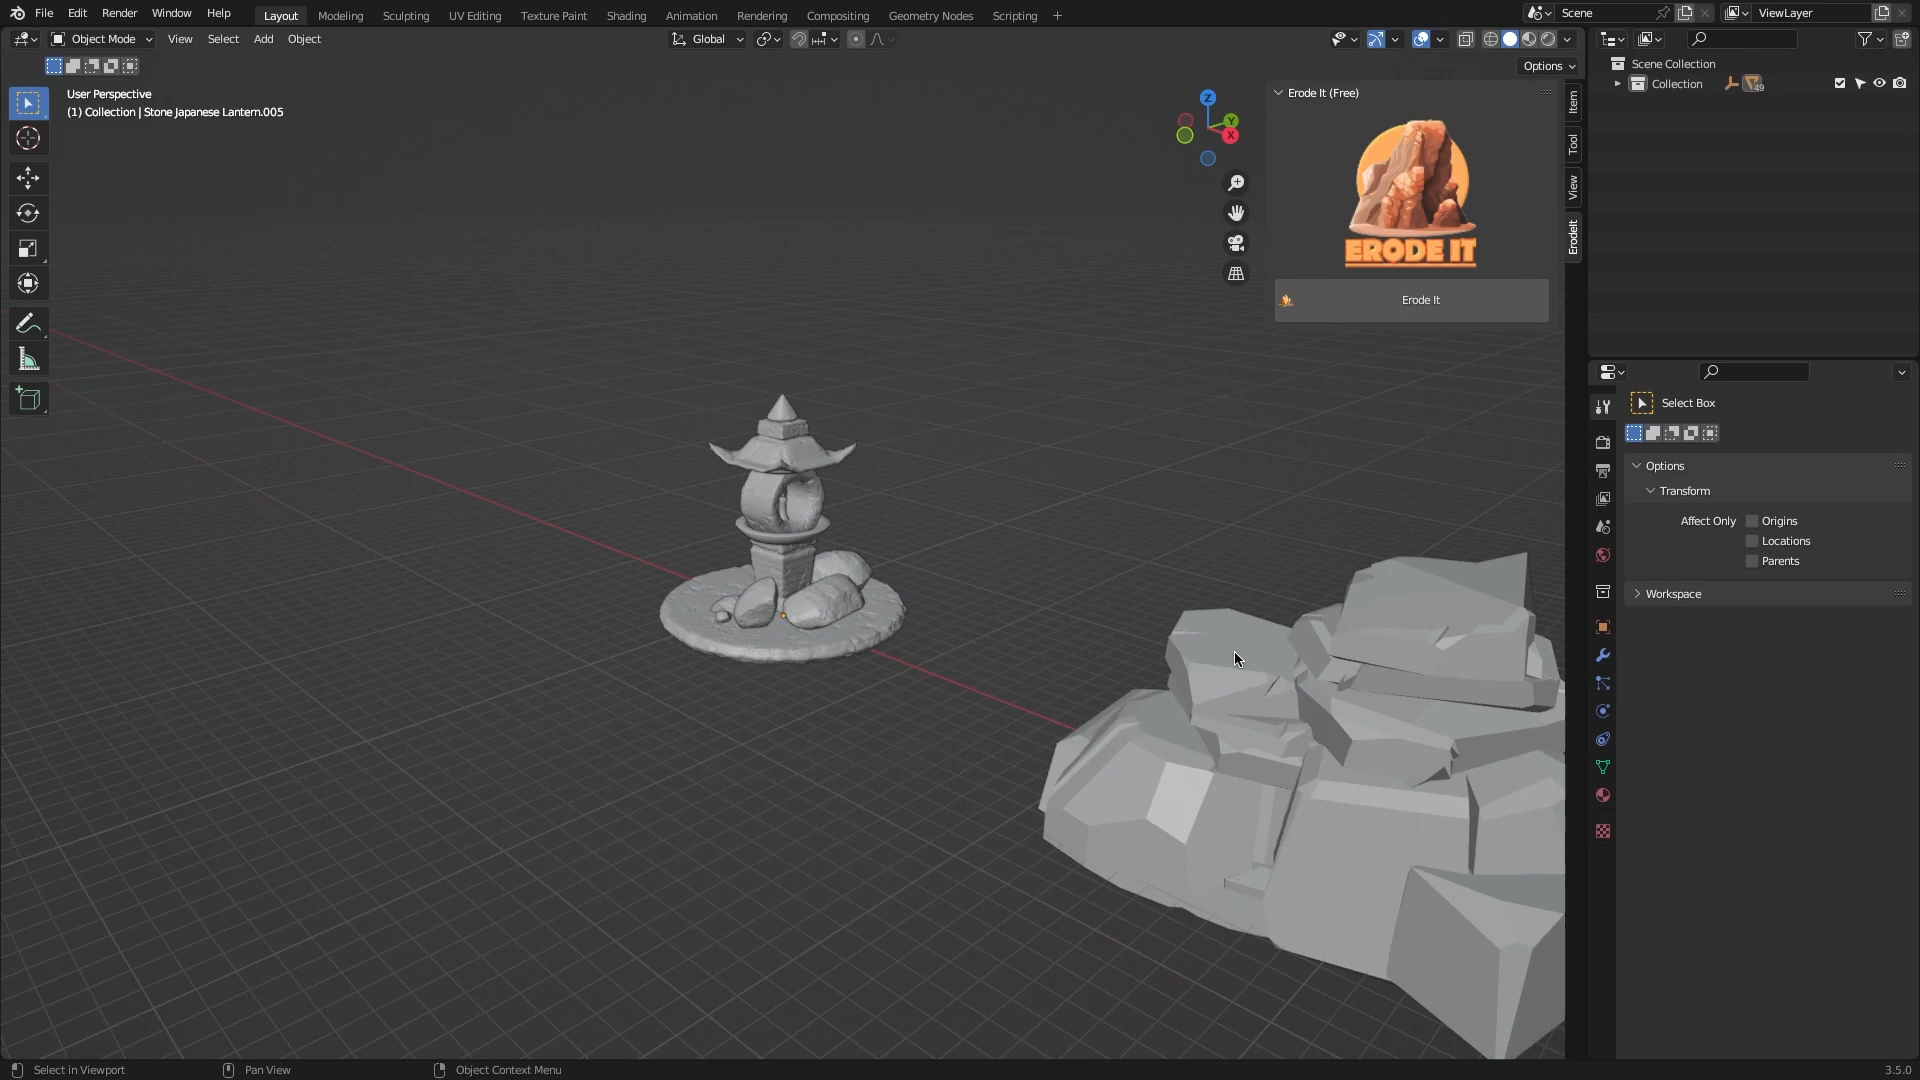 File Edit Render Window Help Layout Modeling Sculpting UV Editing Texture Paint Shading Animation Rendering Compositing Geometry Nodes Scripting + Scene ViewLayer
Object Mode View Select Add Object Global
Options
User Perspective
(1) Collection | Stone Japanese Lantern.005
Z
Y
X
Erode It (Free)
ERODE IT
Erode It
Item
Tool
View
ErodeIt
Scene Collection
Collection 49
Select Box
Options
Transform
Affect Only Origins
Locations
Parents
Workspace
Select in Viewport Pan View Object Context Menu 3.5.0